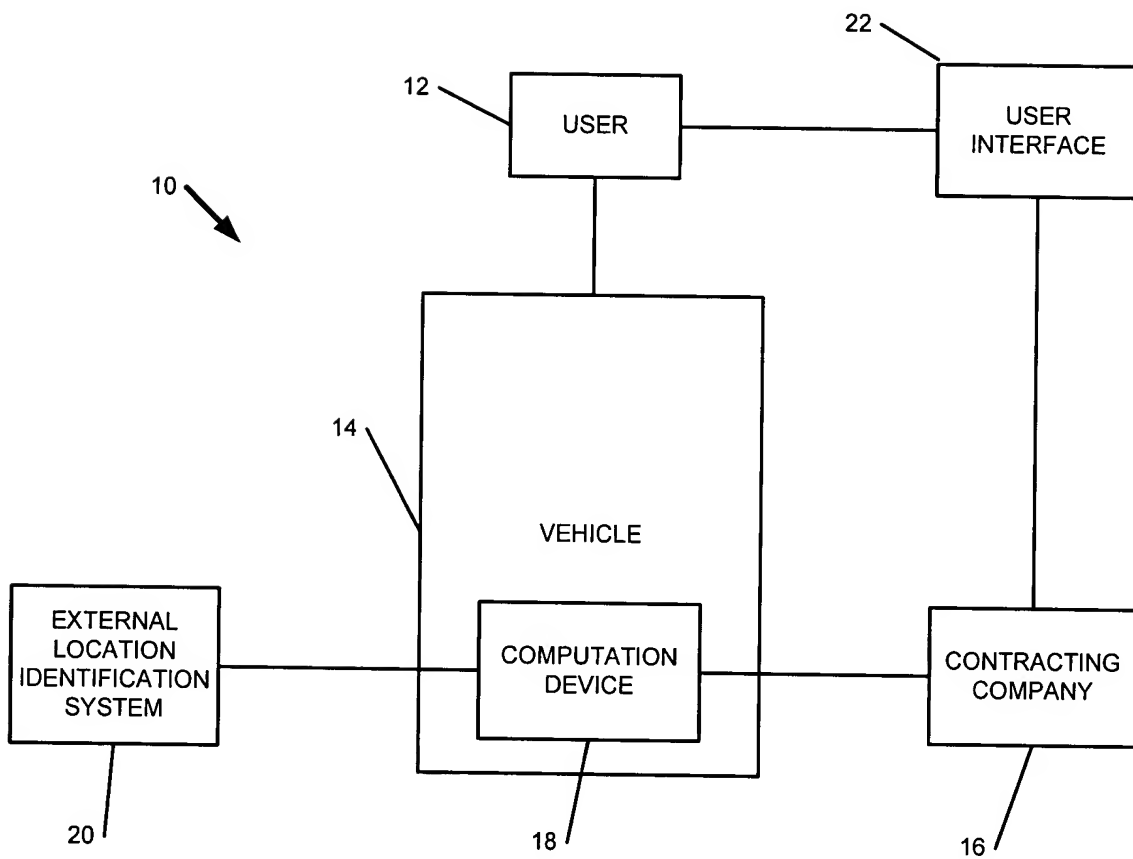 22
12
USER
USER
INTERFACE
10
14
VEHICLE
EXTERNAL
LOCATION
IDENTIFICATION
SYSTEM
COMPUTATION
DEVICE
CONTRACTING
COMPANY
20
18
16